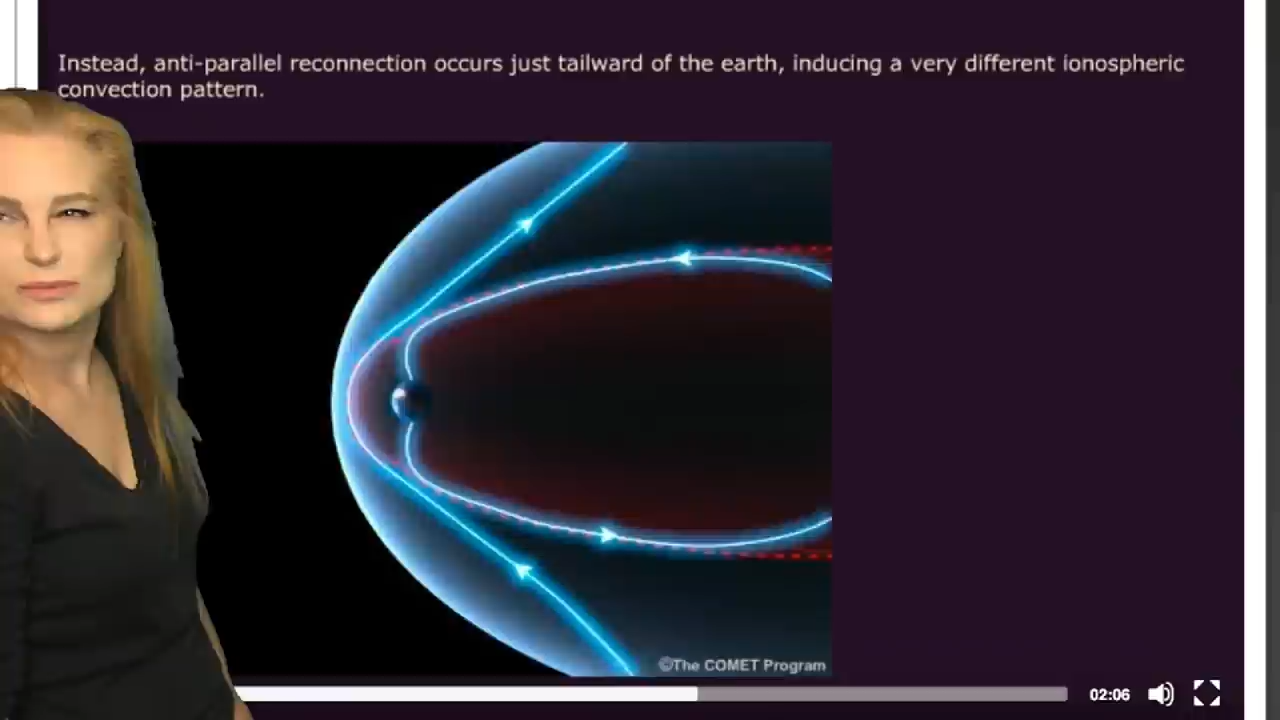 Instead, anti-parallel reconnection occurs just tailward of the earth, inducing a very different ionospheric
convection pattern.
©The COMET Program
02:06